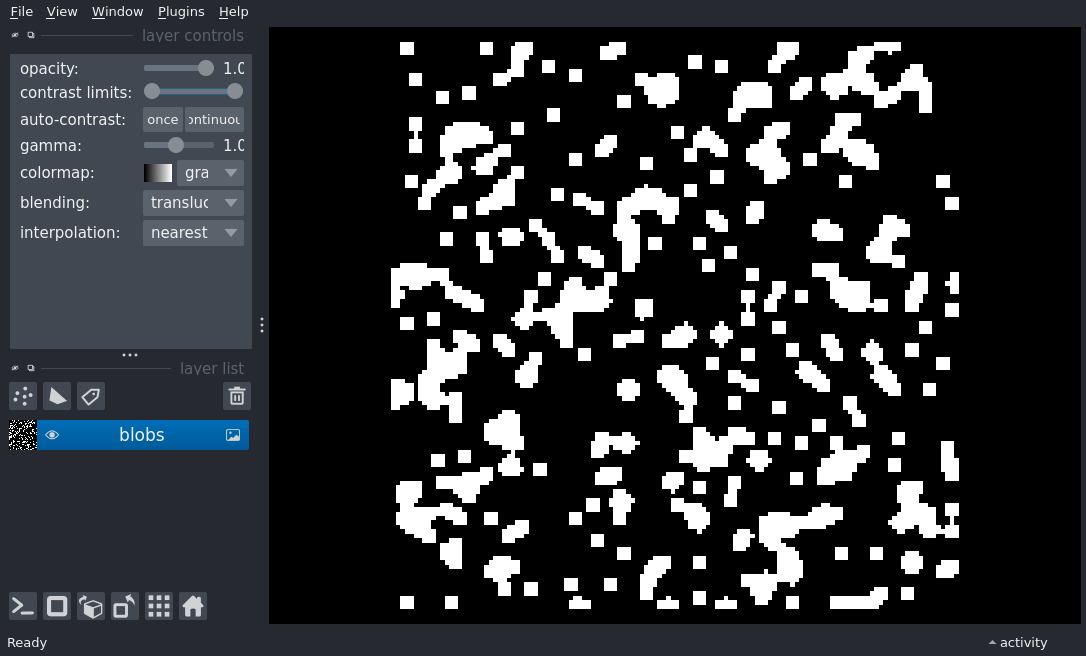 File View Window Plugins Help
layer controls
opacity: 1.0
contrast limits:
auto-contrast: once ontinuou
gamma: 1.0
colormap: gra
blending: transluc
interpolation: nearest
layer list
blobs
Ready
activity